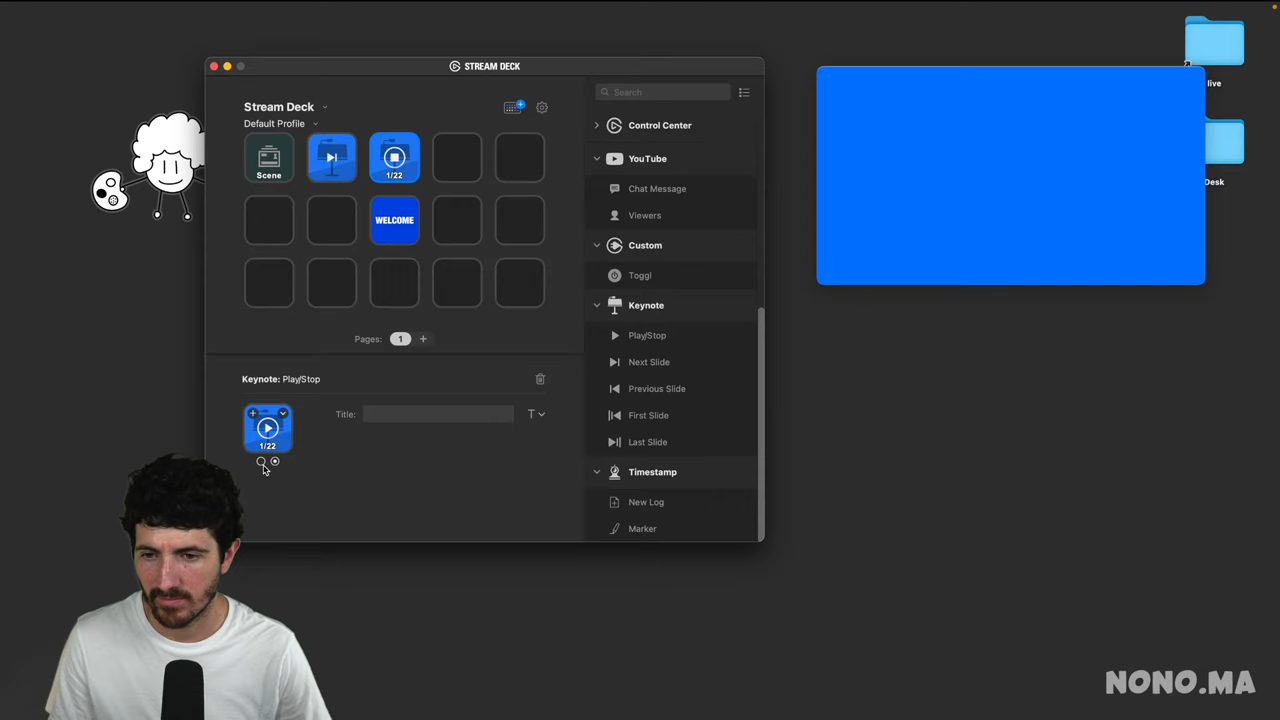 STREAM DECK
Stream Deck
Default Profile
Scene
1/22
WELCOME
Pages: 1 +
Keynote: Play/Stop
1/22
Title:
T
Search
Control Center
YouTube
Chat Message
Viewers
Custom
Toggl
Keynote
Play/Stop
Next Slide
Previous Slide
First Slide
Last Slide
Timestamp
New Log
Marker
live
Desk
NONO.MA